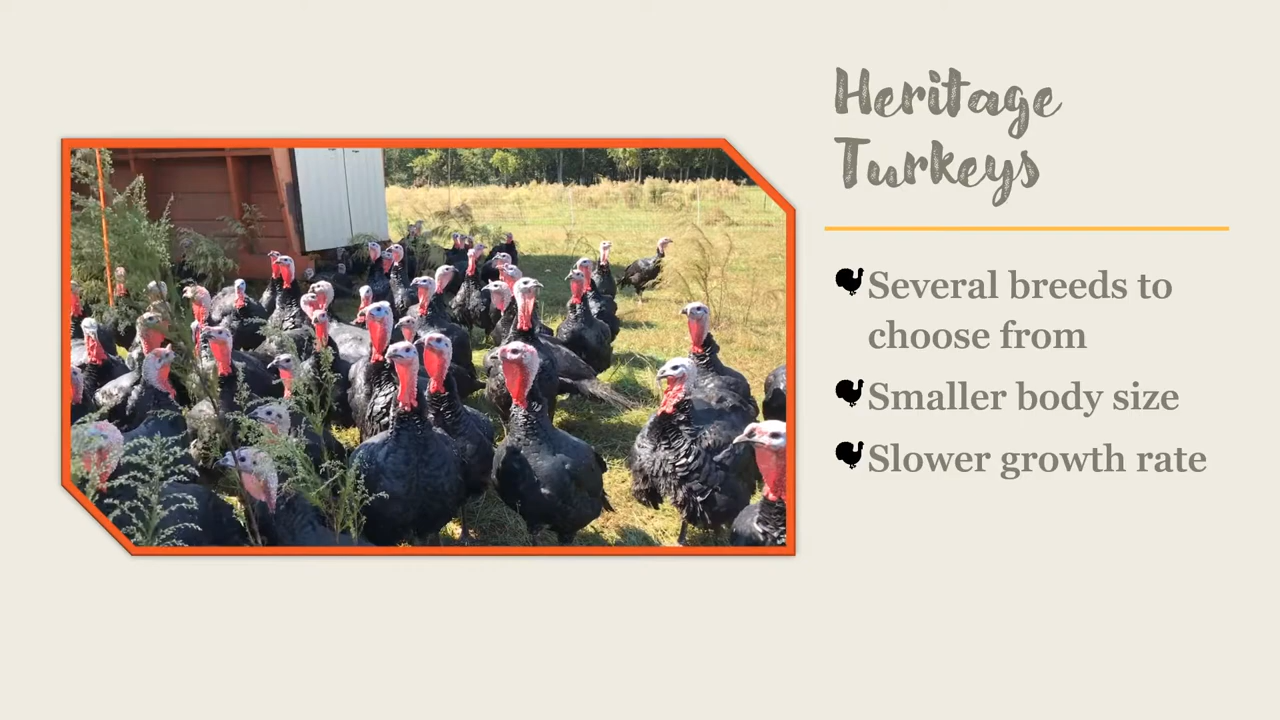 Heritage
Turkeys
Several breeds to
choose from
Smaller body size
Slower growth rate